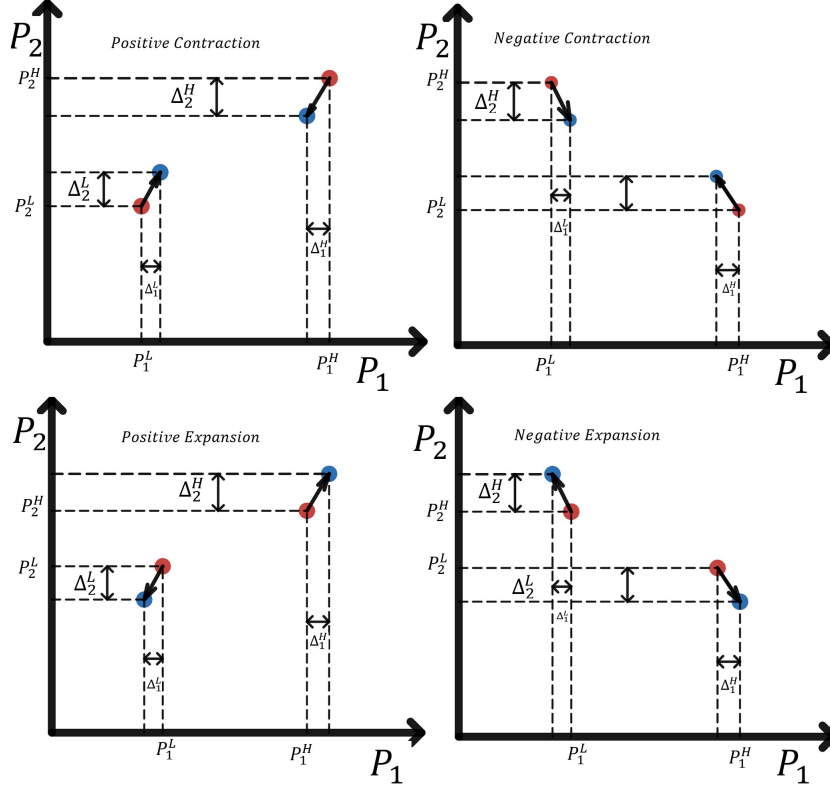 P₂
Positive Contraction
P₂ᴴ
Δ₂ᴴ
Δ₂ᴸ
P₂ᴸ
Δ₁ᴴ
Δ₁ᴸ
P₁ᴸ
P₁ᴴ
P₁
P₂
Negative Contraction
P₂ᴴ
Δ₂ᴴ
P₂ᴸ
Δ₁ᴸ
Δ₁ᴴ
P₁ᴸ
P₁ᴴ
P₁
P₂
Positive Expansion
Δ₂ᴴ
P₂ᴴ
P₂ᴸ
Δ₂ᴸ
Δ₁ᴴ
Δ₁ᴸ
P₁ᴸ
P₁ᴴ
P₁
P₂
Negative Expansion
Δ₂ᴴ
P₂ᴴ
P₂ᴸ
Δ₂ᴸ
Δ₁ᴸ
Δ₁ᴴ
P₁ᴸ
P₁ᴴ
P₁